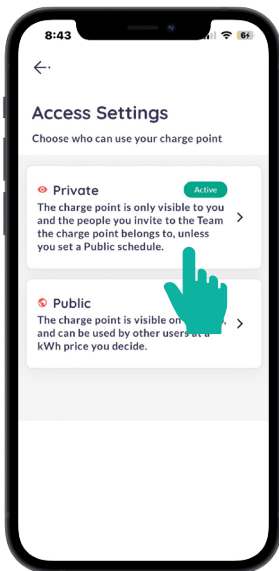 8:43
64
Access Settings
Choose who can use your charge point
Private
Active
The charge point is only visible to you
and the people you invite to the Team
the charge point belongs to, unless
you set a Public schedule.
Public
The charge point is visible on
and can be used by other users at a
kWh price you decide.